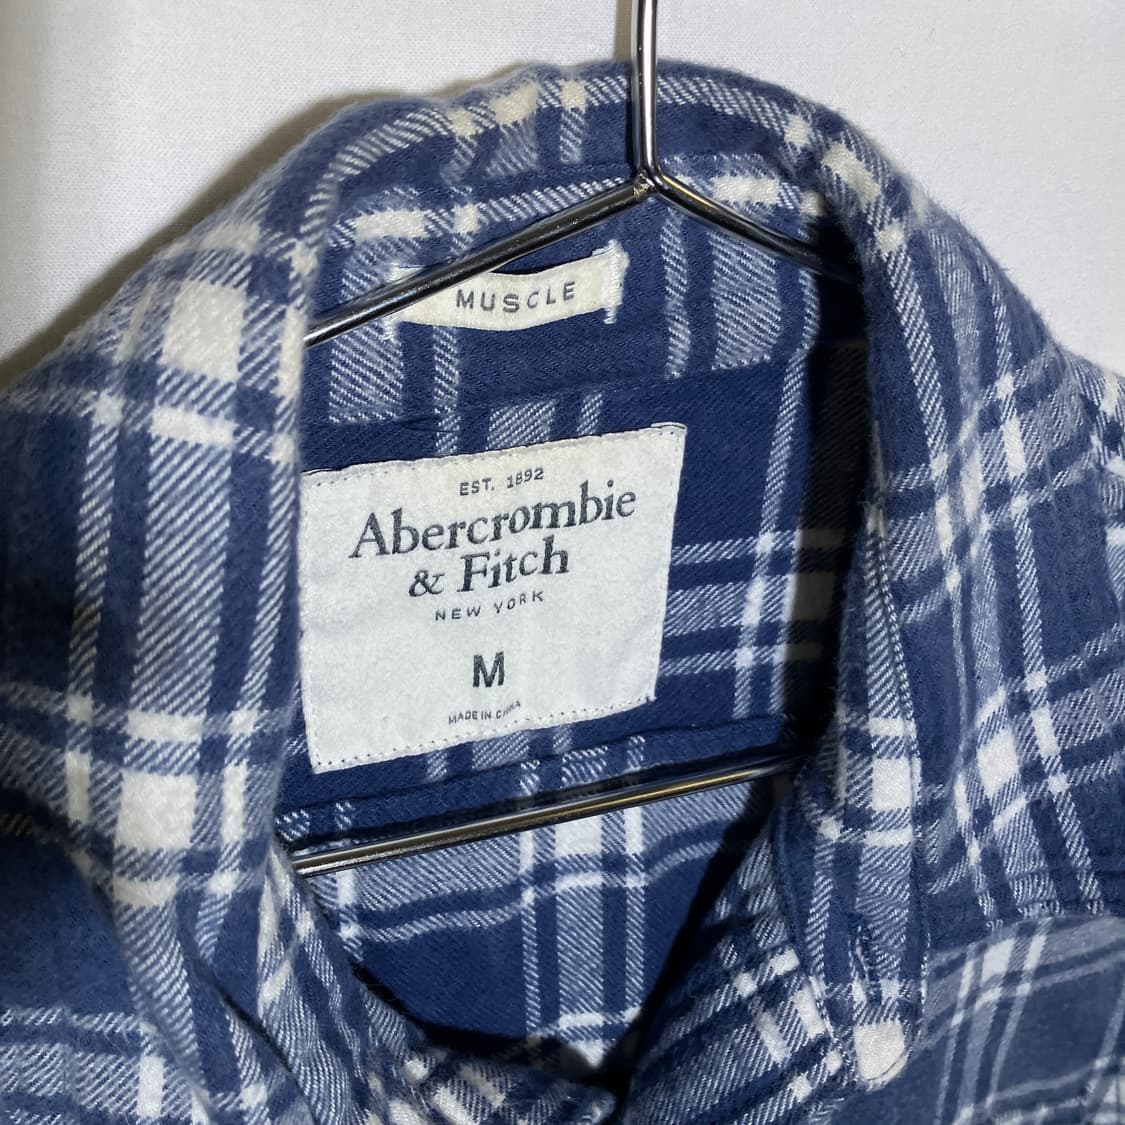 MUSCLE
EST. 1892
Abercrombie
& Fitch
NEW YORK
M
MADE IN CHINA